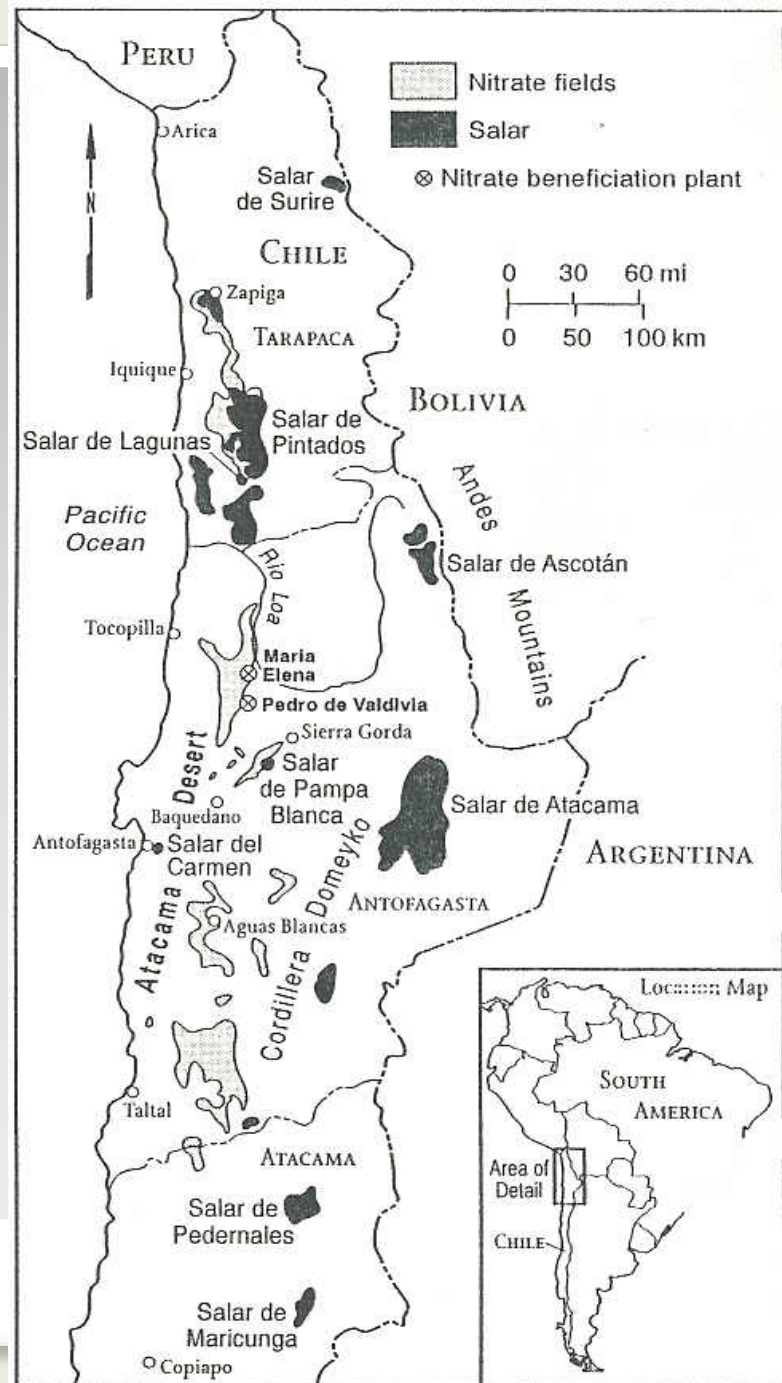 PERU
Nitrate fields
Salar
Nitrate beneficiation plant
Arica
N
Salar
de Surire
CHILE
0 30 60 mi
0 50 100 km
Zapiga
TARAPACA
Iquique
BOLIVIA
Salar de
Pintados
Salar de Lagunas
Pacific
Ocean
Andes
Mountains
Salar de Ascotán
Rio Loa
Tocopilla
Maria
Elena
Pedro de Valdivia
Sierra Gorda
Salar
de Pampa
Blanca
Salar de Atacama
Baquedano
Antofagasta
Salar del
Carmen
ARGENTINA
Atacama Desert
Cordillera Domeyko
ANTOFAGASTA
Aguas Blancas
Taltal
ATACAMA
Salar de
Pedernales
Salar de
Maricunga
Copiapo
Location Map
SOUTH
AMERICA
Area of
Detail
CHILE